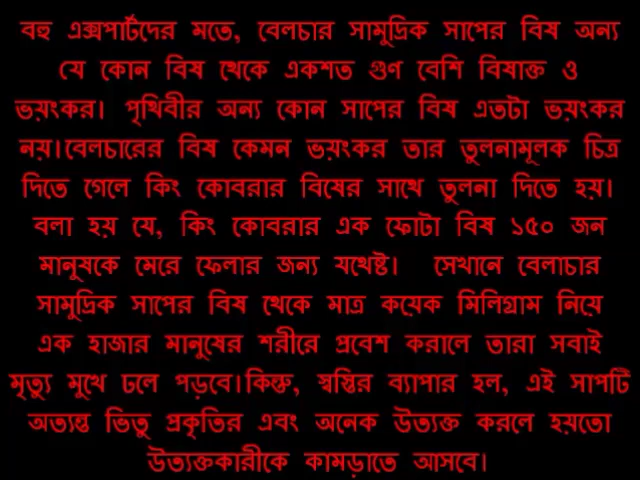 বহু এক্সপার্টদের মতে, বেলচার সামুদ্রিক সাপের বিষ অন্য
যে কোন বিষ থেকে একশত গুণ বেশি বিষাক্ত ও
ভয়ংকর। পৃথিবীর অন্য কোন সাপের বিষ এতটা ভয়ংকর
নয়।বেলচারের বিষ কেমন ভয়ংকর তার তুলনামূলক চিত্র
দিতে গেলে কিং কোবরার বিষের সাথে তুলনা দিতে হয়।
বলা হয় যে, কিং কোবরার এক ফোটা বিষ ১৫০ জন
মানুষকে মেরে ফেলার জন্য যথেষ্ট। সেখানে বেলাচার
সামুদ্রিক সাপের বিষ থেকে মাত্র কয়েক মিলিগ্রাম নিয়ে
এক হাজার মানুষের শরীরে প্রবেশ করালে তারা সবাই
মৃত্যু মুখে ঢলে পড়বে।কিন্তু, স্বস্তির ব্যাপার হল, এই সাপটি
অত্যন্ত ভিতু প্রকৃতির এবং অনেক উত্যক্ত করলে হয়তো
উত্যক্তকারীকে কামড়াতে আসবে।